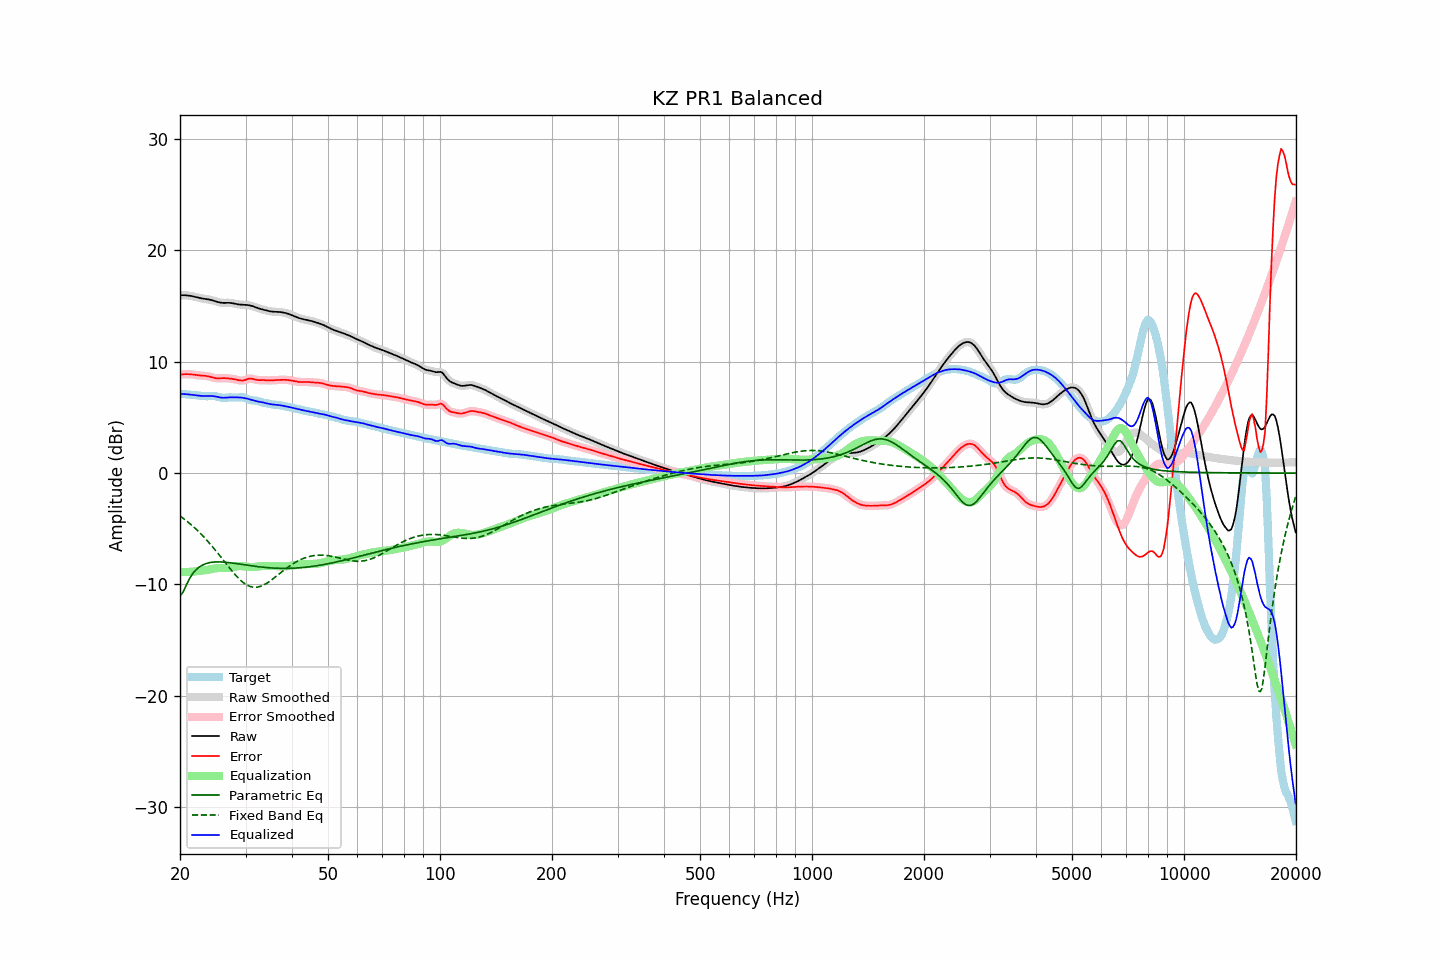 KZ PR1 Balanced
Amplitude (dBr)
30
20
10
0
−10
−20
−30
Target
Raw Smoothed
Error Smoothed
Raw
Error
Equalization
Parametric Eq
Fixed Band Eq
Equalized
20 50 100 200 500 1000 2000 5000 10000 20000
Frequency (Hz)